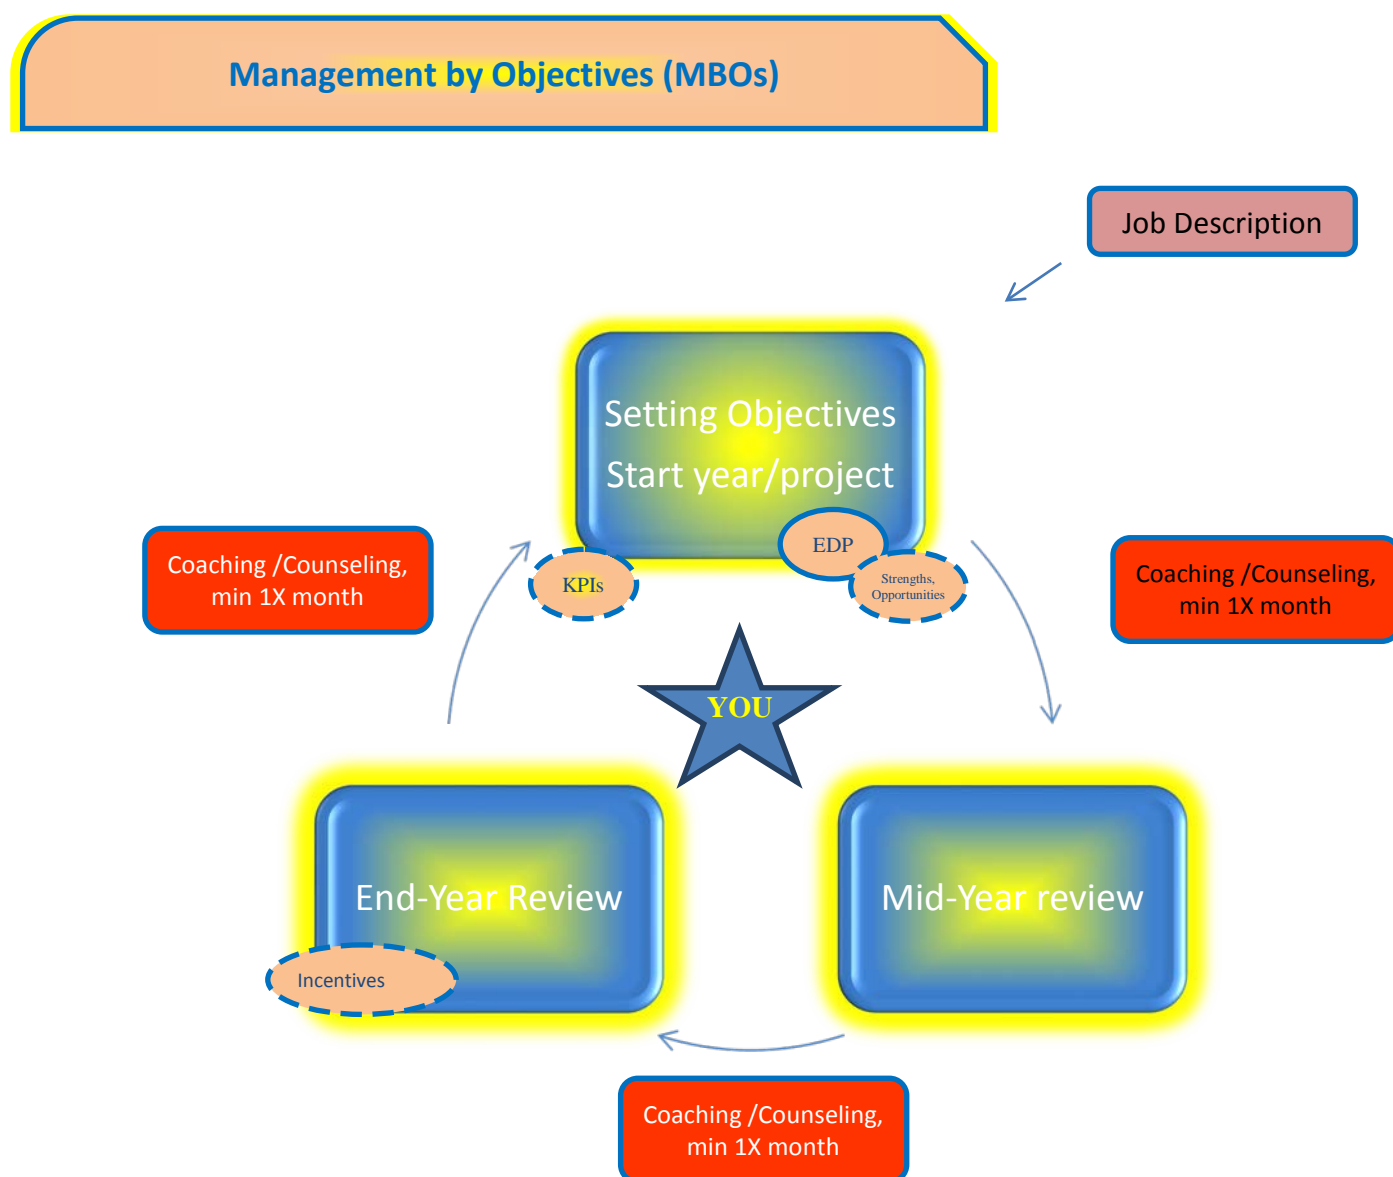 Management by Objectives (MBOs)
Job Description
Setting Objectives
Start year/project
EDP
KPIs
Strengths,
Opportunities
Coaching /Counseling,
min 1X month
Coaching /Counseling,
min 1X month
YOU
End-Year Review
Mid-Year review
Incentives
Coaching /Counseling,
min 1X month